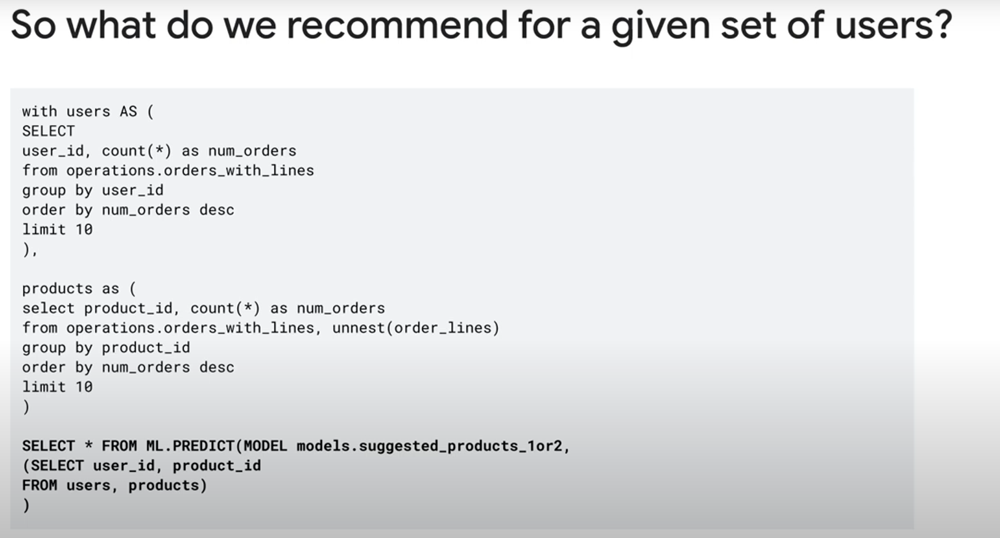 So what do we recommend for a given set of users?
with users AS (
SELECT
user_id, count(*) as num_orders
from operations.orders_with_lines
group by user_id
order by num_orders desc
limit 10
),
products as (
select product_id, count(*) as num_orders
from operations.orders_with_lines, unnest(order_lines)
group by product_id
order by num_orders desc
limit 10
)
SELECT * FROM ML.PREDICT(MODEL models.suggested_products_1or2,
(SELECT user_id, product_id
FROM users, products)
)